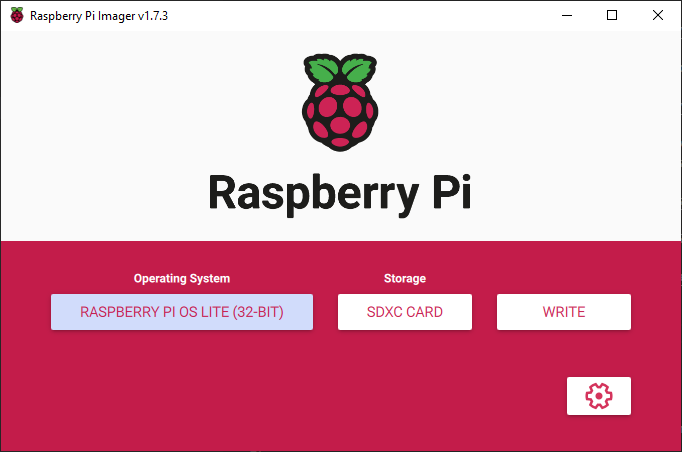 Raspberry Pi Imager v1.7.3
Raspberry Pi
Operating System
Storage
RASPBERRY PI OS LITE (32-BIT)
SDXC CARD
WRITE